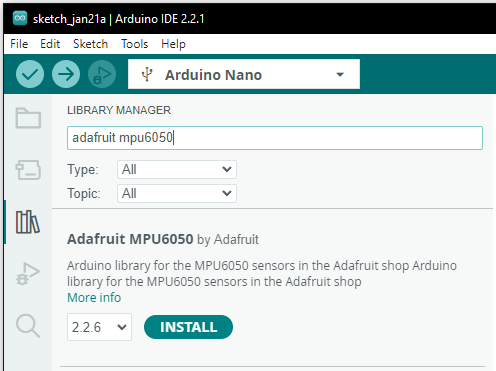 sketch_jan21a | Arduino IDE 2.2.1
File Edit Sketch Tools Help
Arduino Nano
LIBRARY MANAGER
adafruit mpu6050
Type: All
Topic: All
Adafruit MPU6050 by Adafruit
Arduino library for the MPU6050 sensors in the Adafruit shop Arduino
library for the MPU6050 sensors in the Adafruit shop
More info
2.2.6 INSTALL